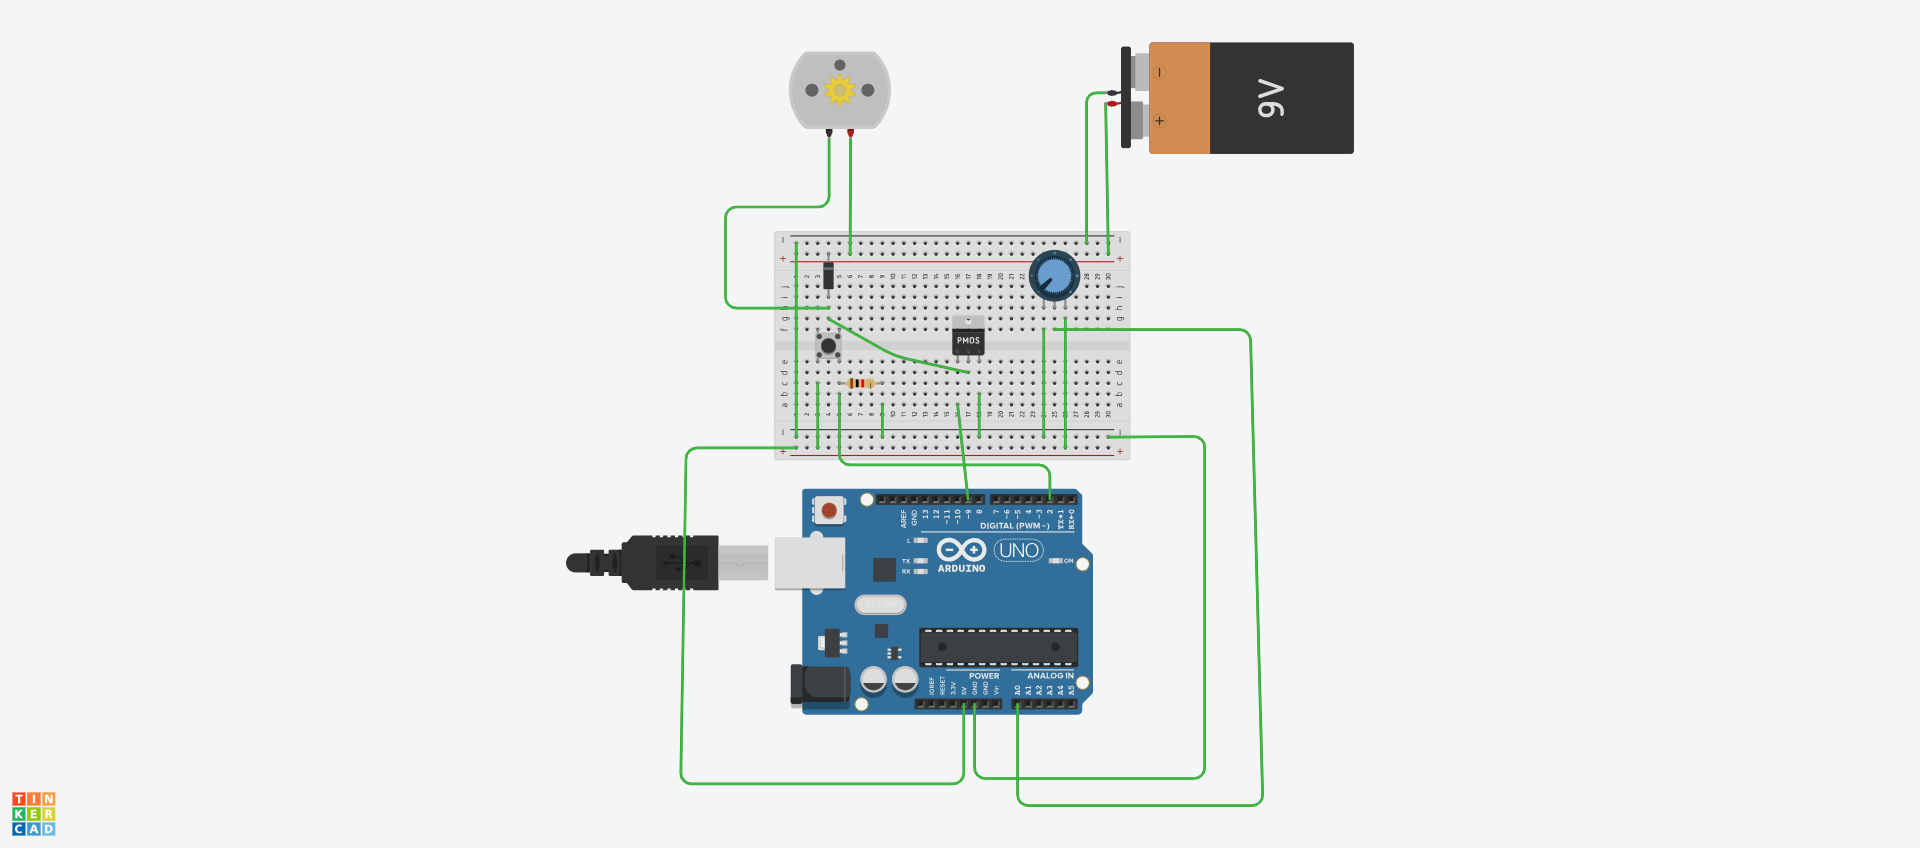 9V
PMOS
AREF
GND
13
12
~11
~10
~9
8
7
~6
~5
4
~3
2
TX→1
RX←0
DIGITAL (PWM~)
L
TX
RX
ARDUINO
UNO
ON
POWER
ANALOG IN
IOREF
RESET
3.3V
5V
GND
GND
Vin
A0
A1
A2
A3
A4
A5
TIN
KER
CAD